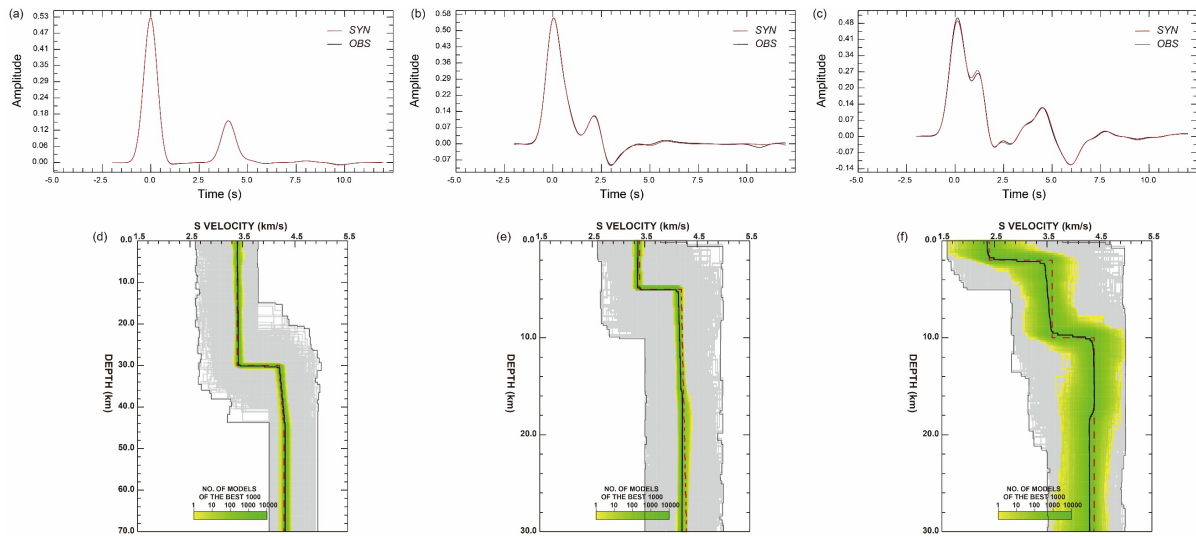 (a)
0.53
0.47
0.41
0.35
0.29
0.24
0.18
0.12
0.06
0.00
Amplitude
SYN
OBS
-5.0 -2.5 0.0 2.5 5.0 7.5 10.0
Time (s)
(b)
0.58
0.50
0.43
0.36
0.29
0.22
0.14
0.07
0.00
-0.07
Amplitude
SYN
OBS
-5.0 -2.5 0.0 2.5 5.0 7.5 10.0
Time (s)
(c)
0.48
0.41
0.34
0.27
0.20
0.14
0.07
0.00
-0.07
-0.14
Amplitude
SYN
OBS
-5.0 -2.5 0.0 2.5 5.0 7.5 10.0
Time (s)
S VELOCITY (km/s)
1.5 2.5 3.5 4.5 5.5
(d)
0.0
10.0
20.0
30.0
40.0
50.0
60.0
70.0
DEPTH
(km)
NO. OF MODELS
OF THE BEST 1000
1 10 100 1000 10000
S VELOCITY (km/s)
1.5 2.5 3.5 4.5 5.5
(e)
0.0
10.0
20.0
30.0
DEPTH
(km)
NO. OF MODELS
OF THE BEST 1000
1 10 100 1000 10000
S VELOCITY (km/s)
1.5 2.5 3.5 4.5 5.5
(f)
0.0
10.0
20.0
30.0
DEPTH
(km)
NO. OF MODELS
OF THE BEST 1000
1 10 100 1000 10000